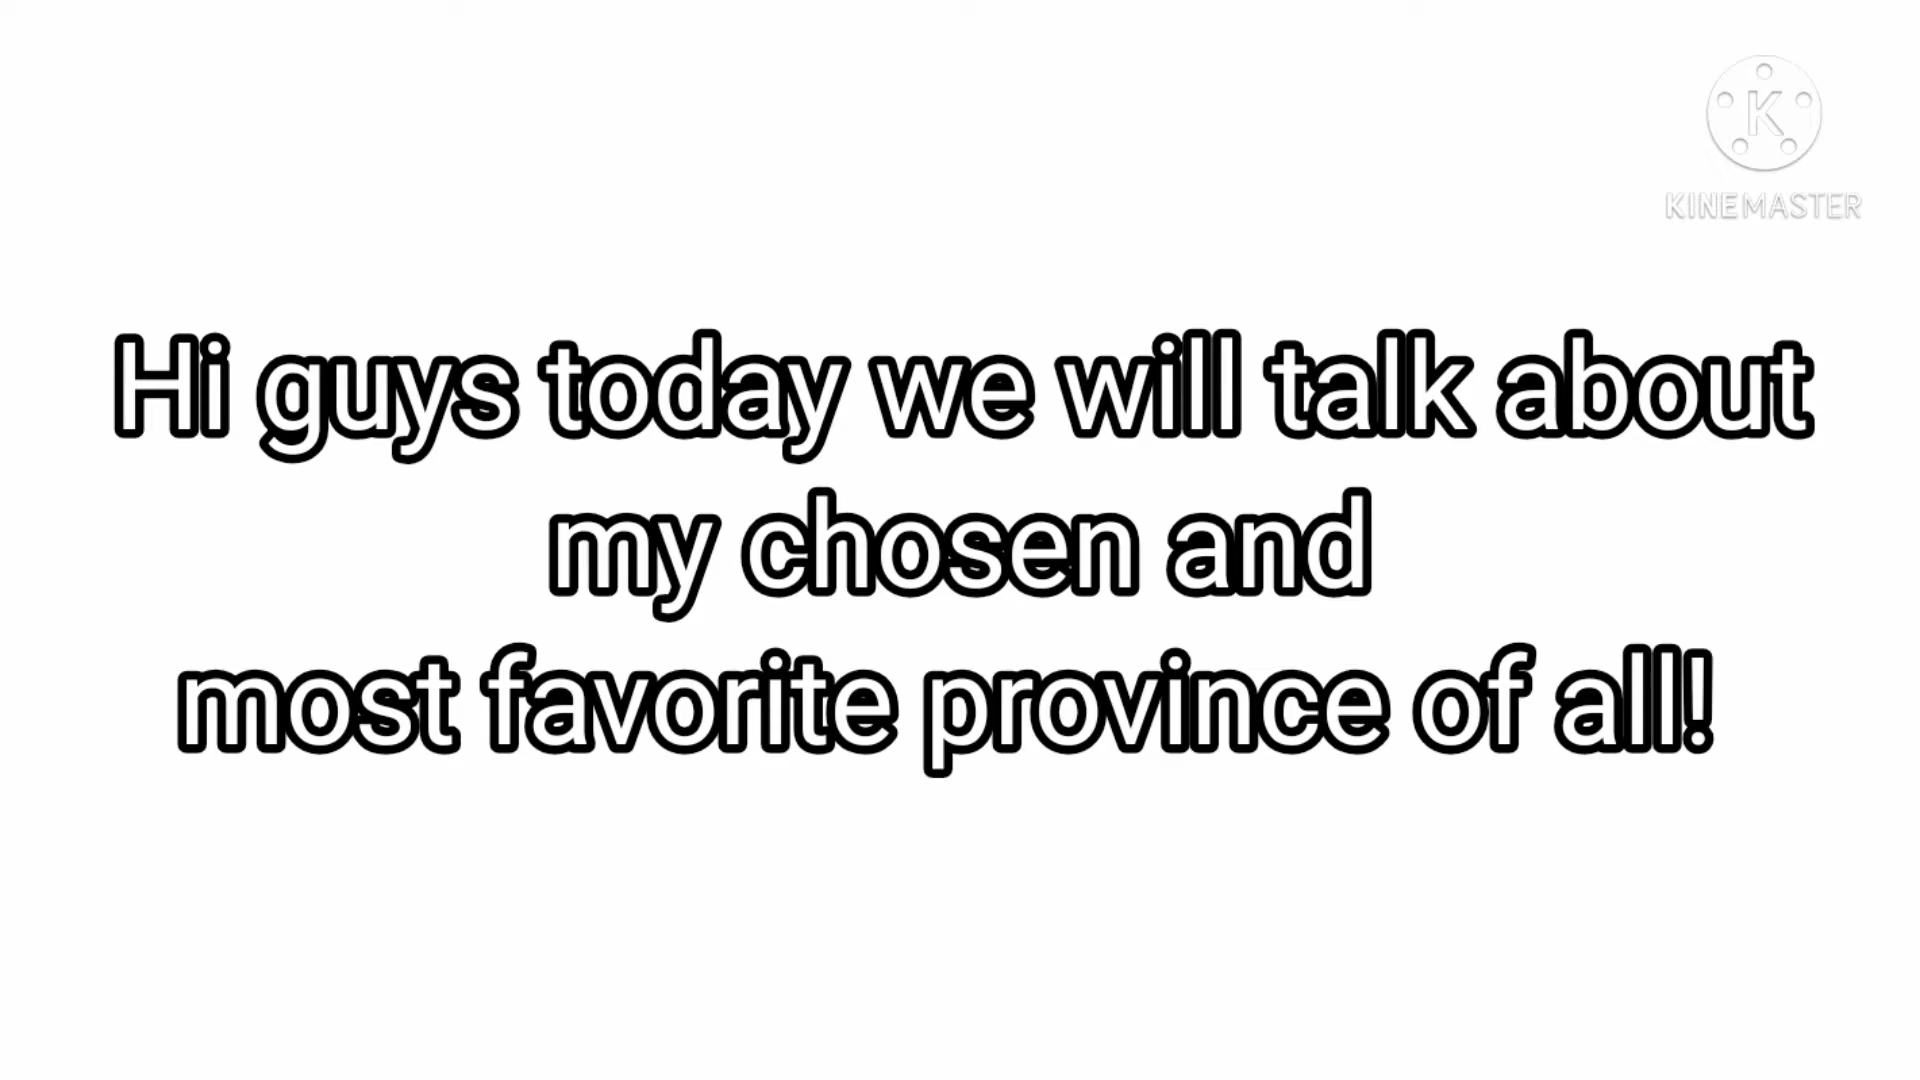 K
KINEMASTER
Hi guys today we will talk about
my chosen and
most favorite province of all!